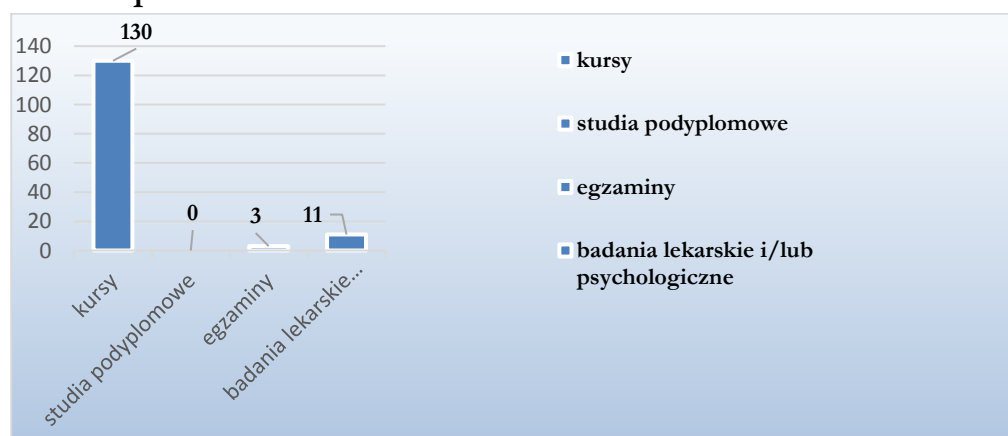 130
140
120
100
80
60
40
20
0
0
3
11
kursy
studia podyplomowe
egzaminy
badania lekarskie...
kursy
studia podyplomowe
egzaminy
badania lekarskie i/lub
psychologiczne